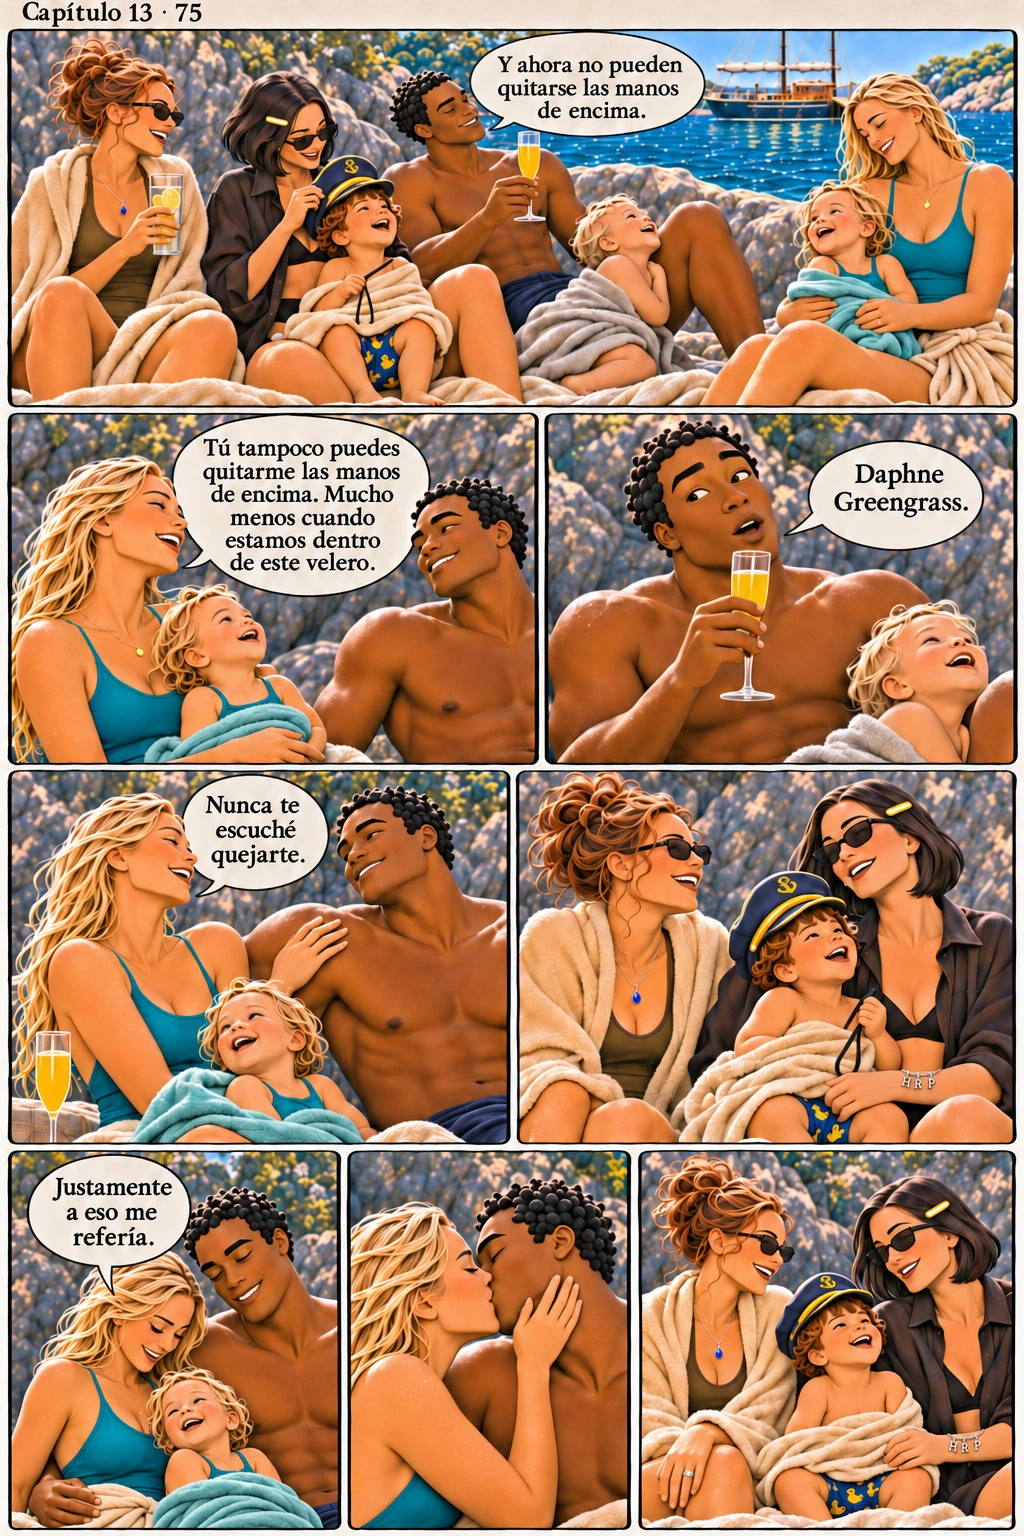 Capítulo 13 · 75
Y ahora no pueden
quitarse las manos
de encima.
Tú tampoco puedes
quitarme las manos
de encima. Mucho
menos cuando
estamos dentro
de este velero.
Daphne
Greengrass.
Nunca te
escuché
quejarte.
HRP
Justamente
a eso me
refería.
HRP